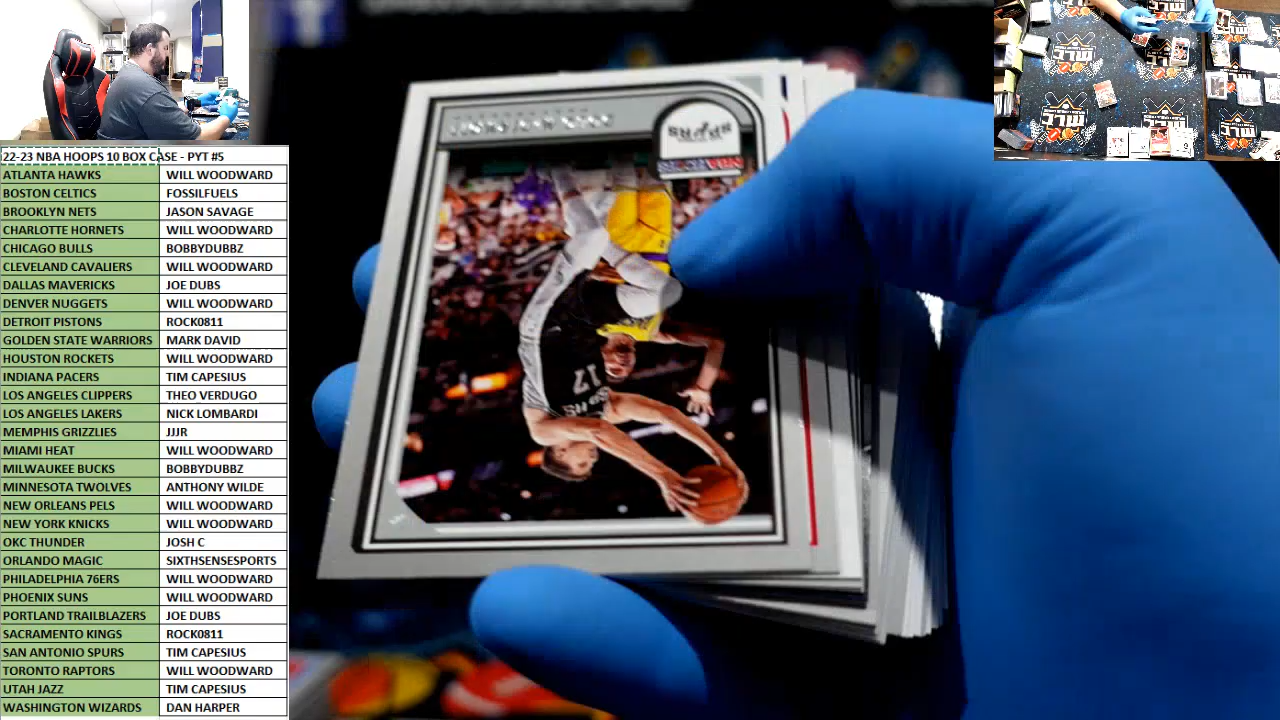 22-23 NBA HOOPS 10 BOX CASE - PYT #5
ATLANTA HAWKS WILL WOODWARD
BOSTON CELTICS FOSSILFUELS
BROOKLYN NETS JASON SAVAGE
CHARLOTTE HORNETS WILL WOODWARD
CHICAGO BULLS BOBBYDUBBZ
CLEVELAND CAVALIERS WILL WOODWARD
DALLAS MAVERICKS JOE DUBS
DENVER NUGGETS WILL WOODWARD
DETROIT PISTONS ROCK0811
GOLDEN STATE WARRIORS MARK DAVID
HOUSTON ROCKETS WILL WOODWARD
INDIANA PACERS TIM CAPESIUS
LOS ANGELES CLIPPERS THEO VERDUGO
LOS ANGELES LAKERS NICK LOMBARDI
MEMPHIS GRIZZLIES JJJR
MIAMI HEAT WILL WOODWARD
MILWAUKEE BUCKS BOBBYDUBBZ
MINNESOTA TWOLVES ANTHONY WILDE
NEW ORLEANS PELS WILL WOODWARD
NEW YORK KNICKS WILL WOODWARD
OKC THUNDER JOSH C
ORLANDO MAGIC SIXTHSENSESPORTS
PHILADELPHIA 76ERS WILL WOODWARD
PHOENIX SUNS WILL WOODWARD
PORTLAND TRAILBLAZERS JOE DUBS
SACRAMENTO KINGS ROCK0811
SAN ANTONIO SPURS TIM CAPESIUS
TORONTO RAPTORS WILL WOODWARD
UTAH JAZZ TIM CAPESIUS
WASHINGTON WIZARDS DAN HARPER
SPURS
17
SPURS